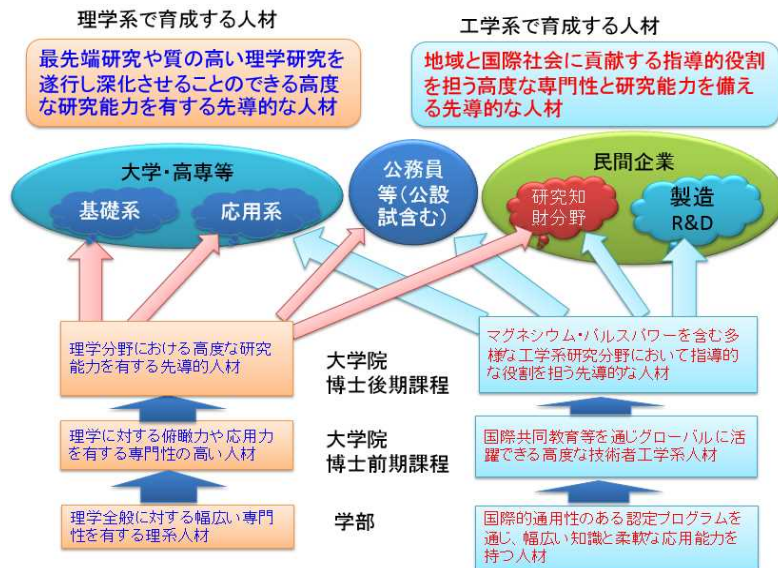 理学系で育成する人材
工学系で育成する人材
最先端研究や質の高い理学研究を
遂行し深化させることのできる高度
な研究能力を有する先導的な人材
地域と国際社会に貢献する指導的役割
を担う高度な専門性と研究能力を備え
る先導的な人材
大学・高専等
基礎系
応用系
公務員
等(公設
試含む)
民間企業
研究知
財分野
製造
R&D
理学分野における高度な研究
能力を有する先導的人材
大学院
博士後期課程
マグネシウム・パルスパワーを含む多
様な工学系研究分野において指導的
な役割を担う先導的な人材
理学に対する俯瞰力や応用力
を有する専門性の高い人材
大学院
博士前期課程
国際共同教育等を通じグローバルに活
躍できる高度な技術者工学系人材
理学全般に対する幅広い専門
性を有する理系人材
学部
国際的通用性のある認定プログラムを
通じ、幅広い知識と柔軟な応用能力を
持つ人材